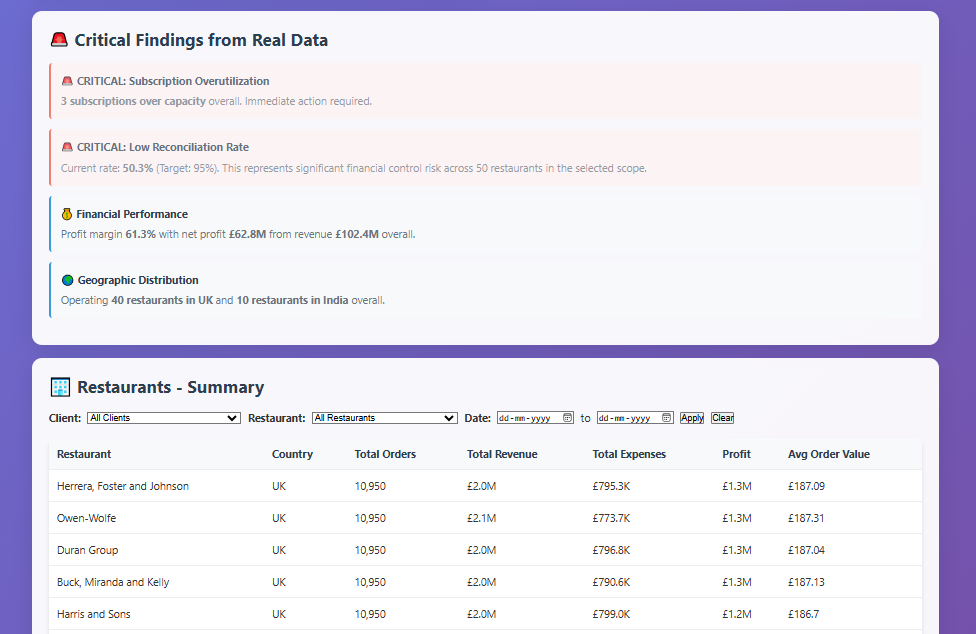 Critical Findings from Real Data
CRITICAL: Subscription Overutilization
3 subscriptions over capacity overall. Immediate action required.
CRITICAL: Low Reconciliation Rate
Current rate: 50.3% (Target: 95%). This represents significant financial control risk across 50 restaurants in the selected scope.
Financial Performance
Profit margin 61.3% with net profit £62.8M from revenue £102.4M overall.
Geographic Distribution
Operating 40 restaurants in UK and 10 restaurants in India overall.
Restaurants - Summary
Client: All Clients Restaurant: All Restaurants Date: dd-mm-yyyy to dd-mm-yyyy Apply Clear
Restaurant Country Total Orders Total Revenue Total Expenses Profit Avg Order Value
Herrera, Foster and Johnson UK 10,950 £2.0M £795.3K £1.3M £187.09
Owen-Wolfe UK 10,950 £2.1M £773.7K £1.3M £187.31
Duran Group UK 10,950 £2.0M £796.8K £1.3M £187.04
Buck, Miranda and Kelly UK 10,950 £2.0M £790.6K £1.3M £187.13
Harris and Sons UK 10,950 £2.0M £799.0K £1.2M £186.7